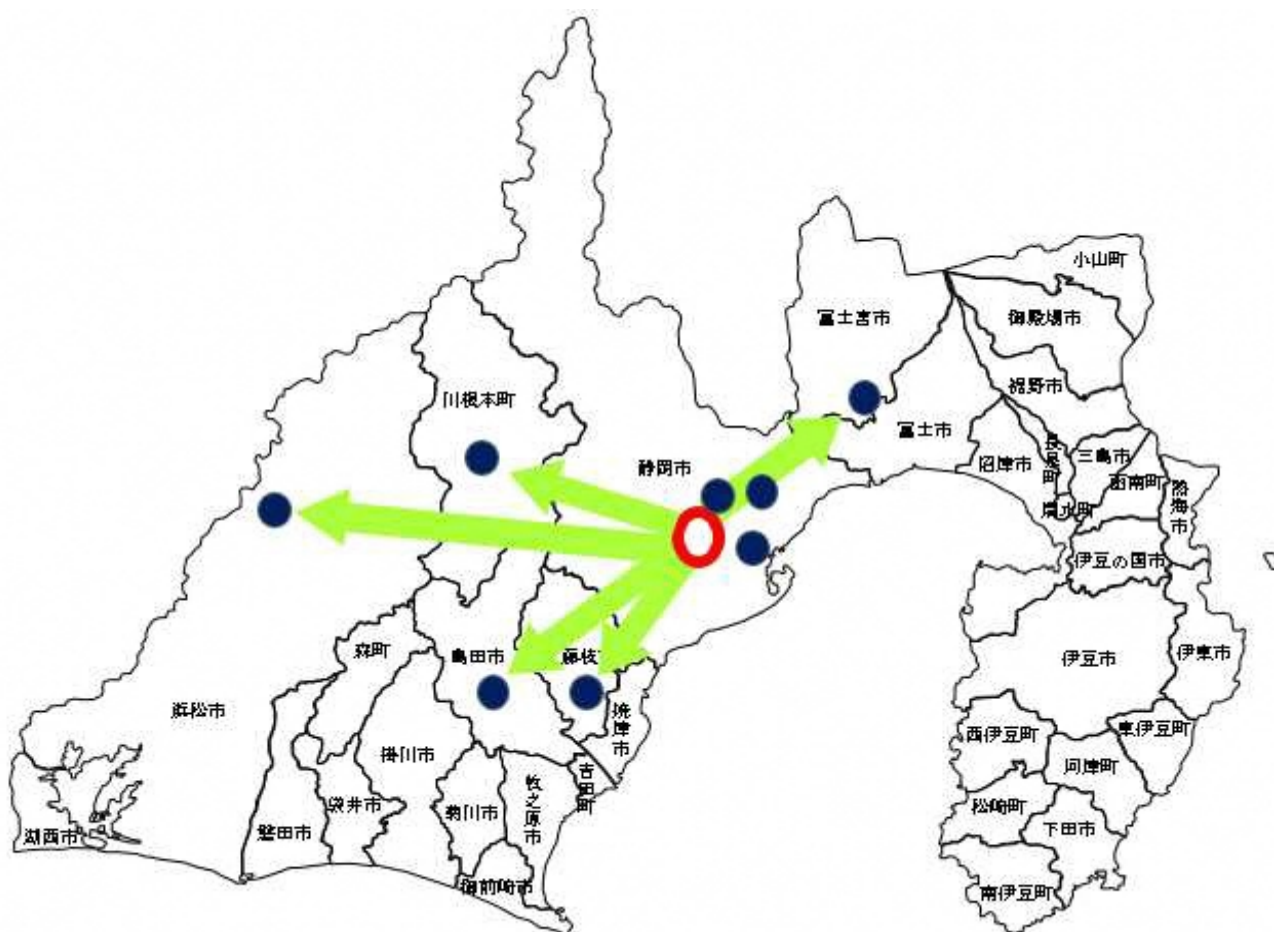 小山町
御殿場市
富士宮市
裾野市
川根本町
富士市
三島市
静岡市
沼津市
長泉町
函南町
熱海市
清水町
伊豆の国市
森町
島田市
藤枝
伊豆市
伊東市
浜松市
焼津市
西伊豆町
東伊豆町
掛川市
吉田町
河津町
牧之原市
袋井市
菊川市
松崎町
湖西市
磐田市
下田市
御前崎市
南伊豆町